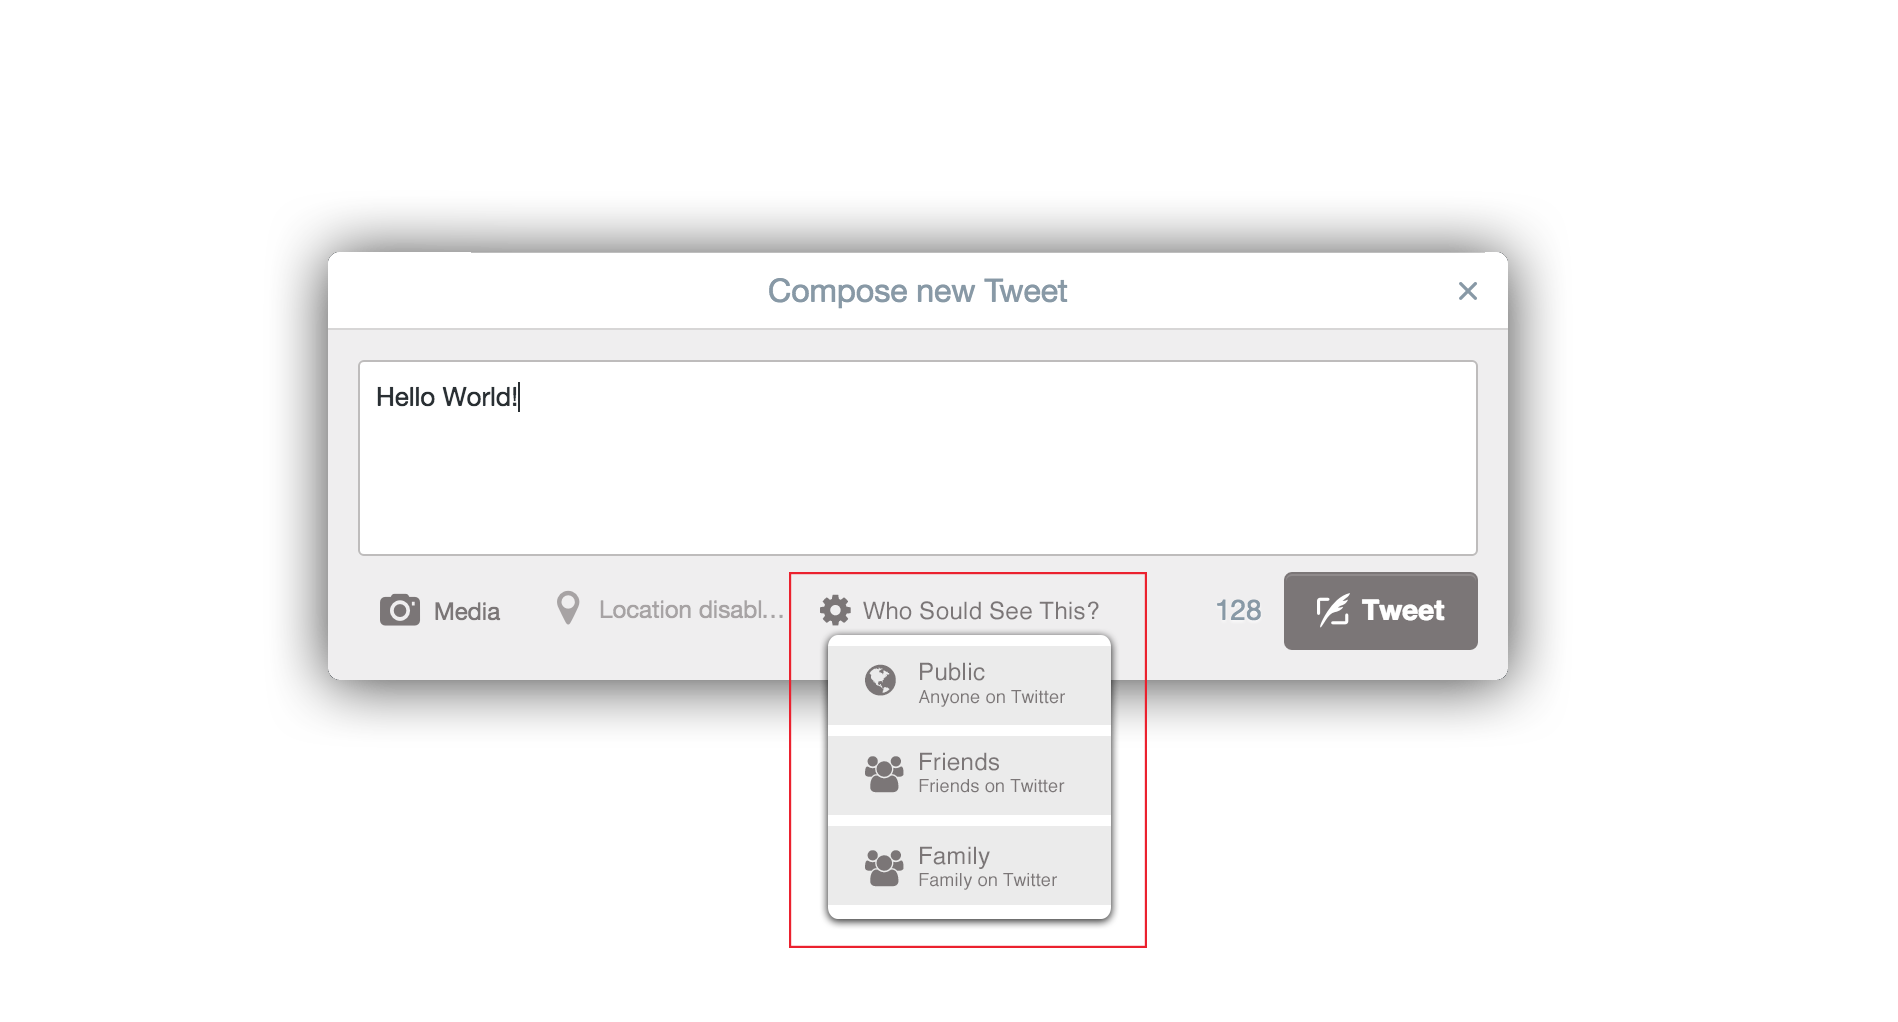 Compose new Tweet
Hello World!
Media
Location disabl...
Who Sould See This?
128
Tweet
Public
Anyone on Twitter
Friends
Friends on Twitter
Family
Family on Twitter